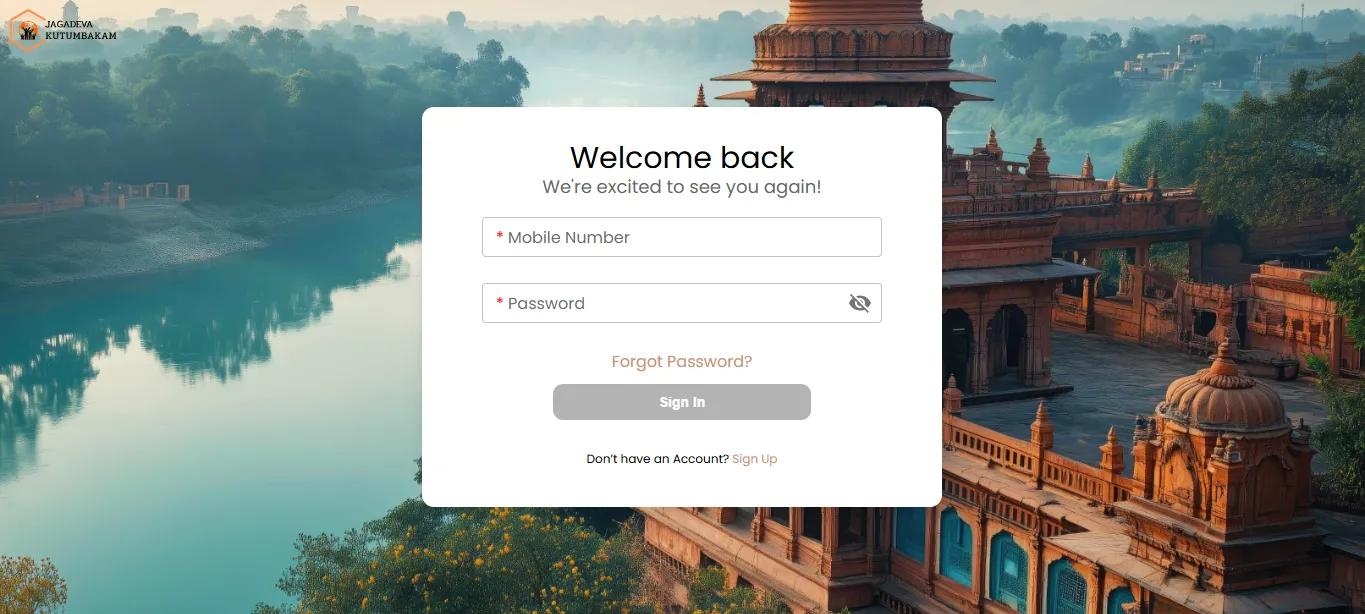 JAGADEVA
KUTUMBAKAM
Welcome back
We're excited to see you again!
* Mobile Number
* Password
Forgot Password?
Sign In
Don't have an Account? Sign Up